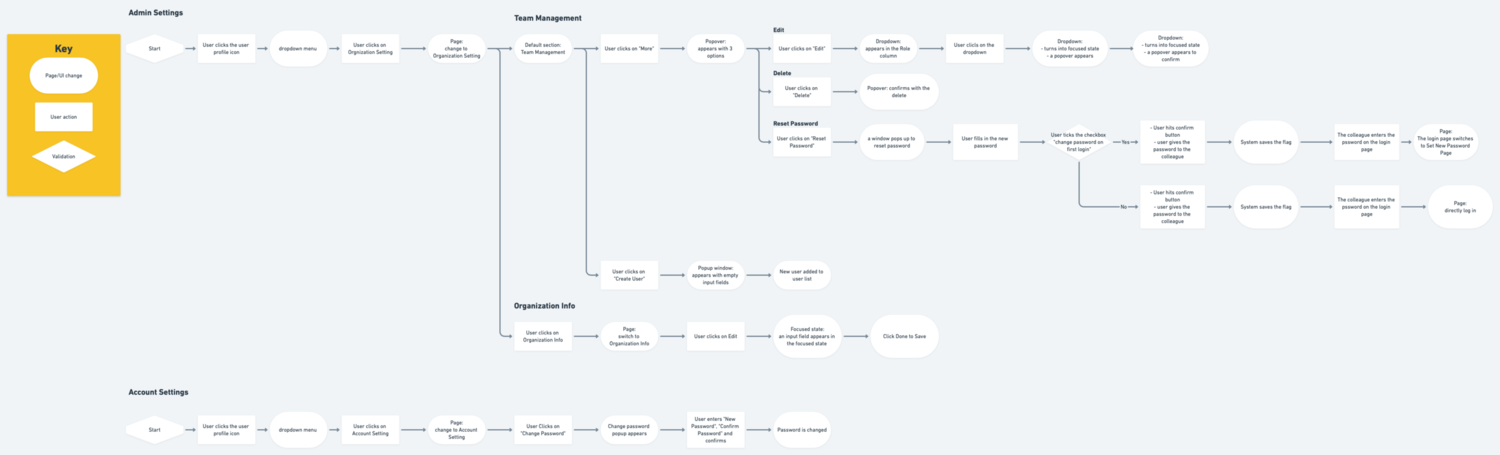 Admin Settings
Team Management
Key
Page/UI change
User action
Validation
Start
User clicks the user
profile icon
dropdown menu
User clicks on
Orgnization Setting
Page:
change to
Organization Setting
Default section:
Team Management
User clicks on "More"
Popover:
appears with 3
options
Edit
User clicks on "Edit"
Dropdown:
appears in the Role
column
User clicks on the
dropdown
Dropdown:
- turns into focused state
- a popover appears
Dropdown:
- turns into focused state
- a popover appears to
confirm
Delete
User clicks on
"Delete"
Popover: confirms with the
delete
Reset Password
User clicks on "Reset
Password"
a window pops up to
reset password
User fills in the new
password
User ticks the checkbox
"change password on
first login"
Yes
- User hits confirm
button
- user gives the
password to the
colleague
System saves the flag
The colleague enters the
pssword on the login
page
Page:
The login page switches
to Set New Password
Page
No
- User hits confirm
button
- user gives the
password to the
colleague
System saves the flag
The colleague enters the
pssword on the login
page
Page:
directly log in
User clicks on
"Create User"
Popup window:
appears with empty
input fields
New user added to
user list
Organization Info
User clicks on
Organization Info
Page:
switch to
Organization Info
User clicks on Edit
Focused state:
an input field appears in
the focused state
Click Done to Save
Account Settings
Start
User clicks the user
profile icon
dropdown menu
User clicks on
Account Setting
Page:
change to Account
Setting
User Clicks on
"Change Password"
Change password
popup appears
User enters "New
Password", "Confirm
Password" and
confirms
Password is changed